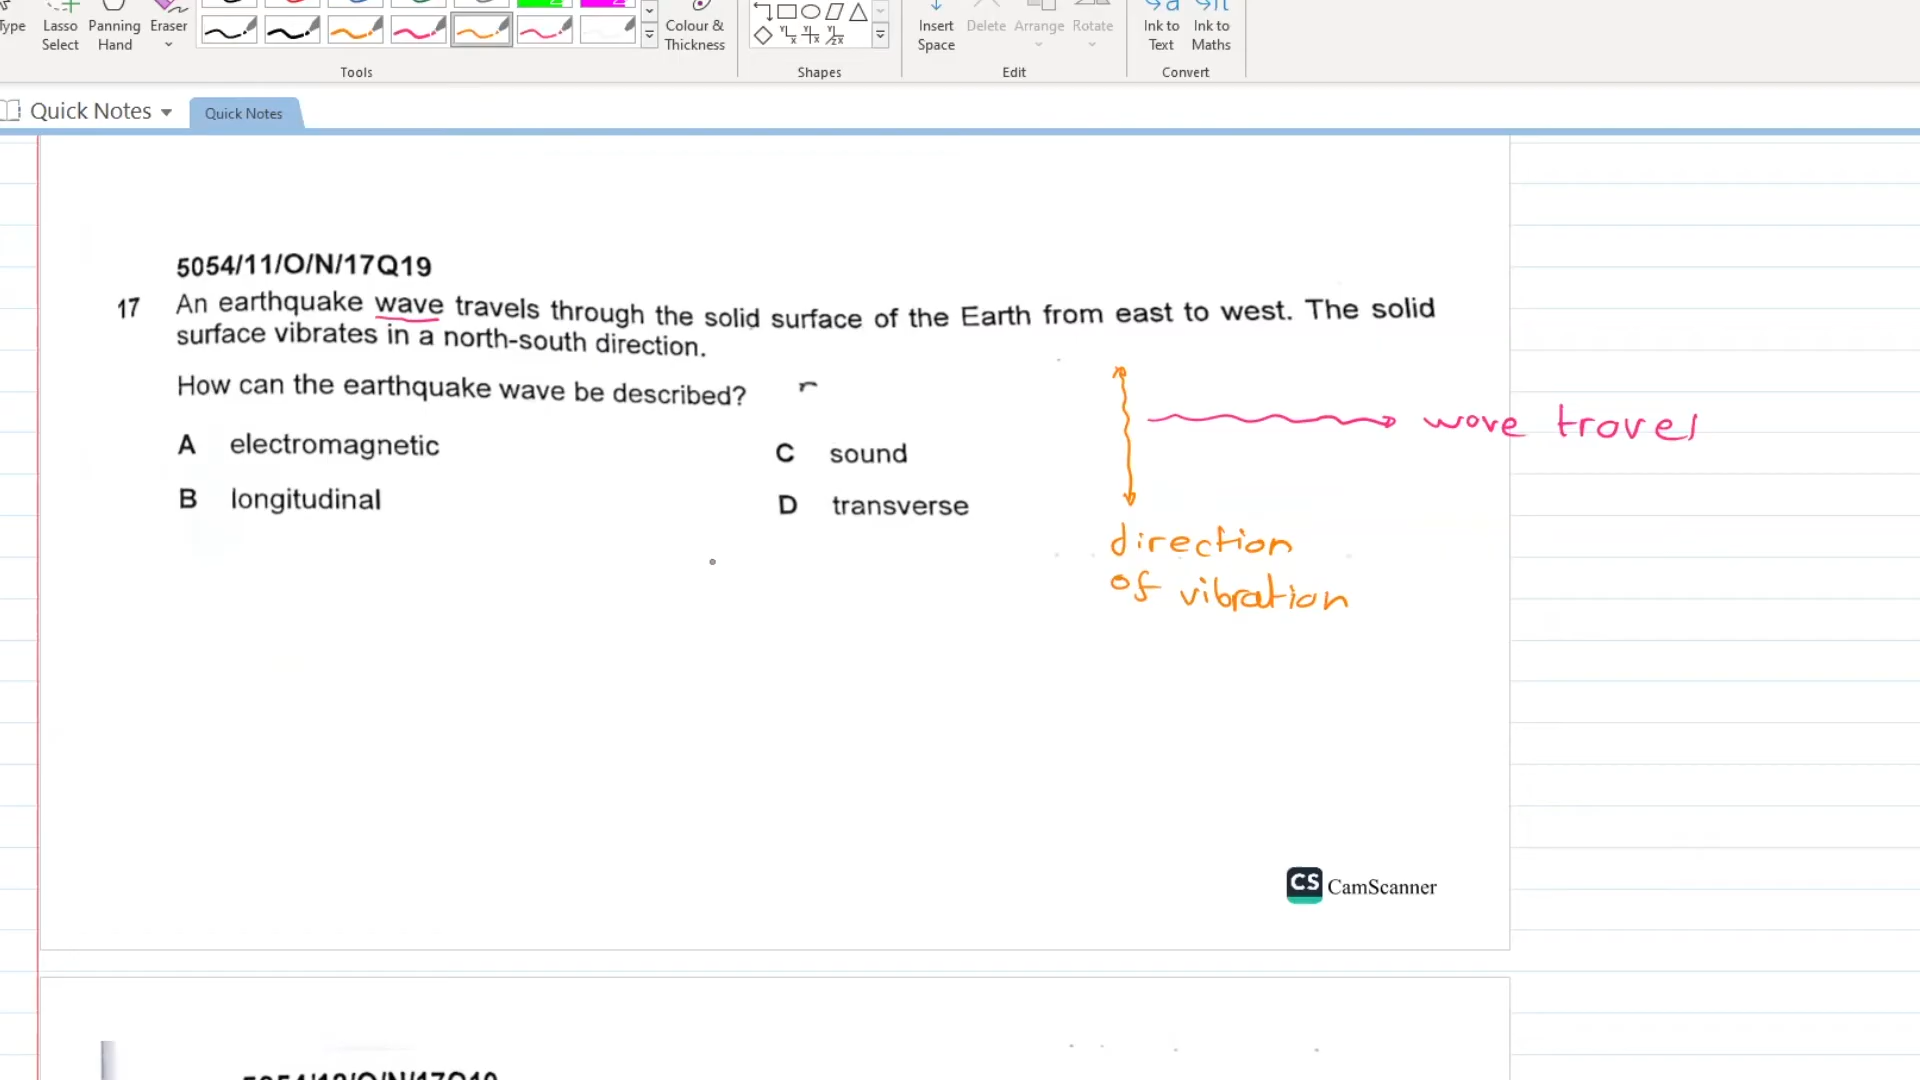 Type Lasso Select Panning Hand Eraser
Colour & Thickness
Insert Space Delete Arrange Rotate
Ink to Text Ink to Maths
Tools Shapes Edit Convert
Quick Notes Quick Notes
5054/11/O/N/17Q19
17 An earthquake wave travels through the solid surface of the Earth from east to west. The solid
surface vibrates in a north-south direction.
How can the earthquake wave be described?
A electromagnetic C sound
B longitudinal D transverse
wave travel
direction
of vibration
CS CamScanner